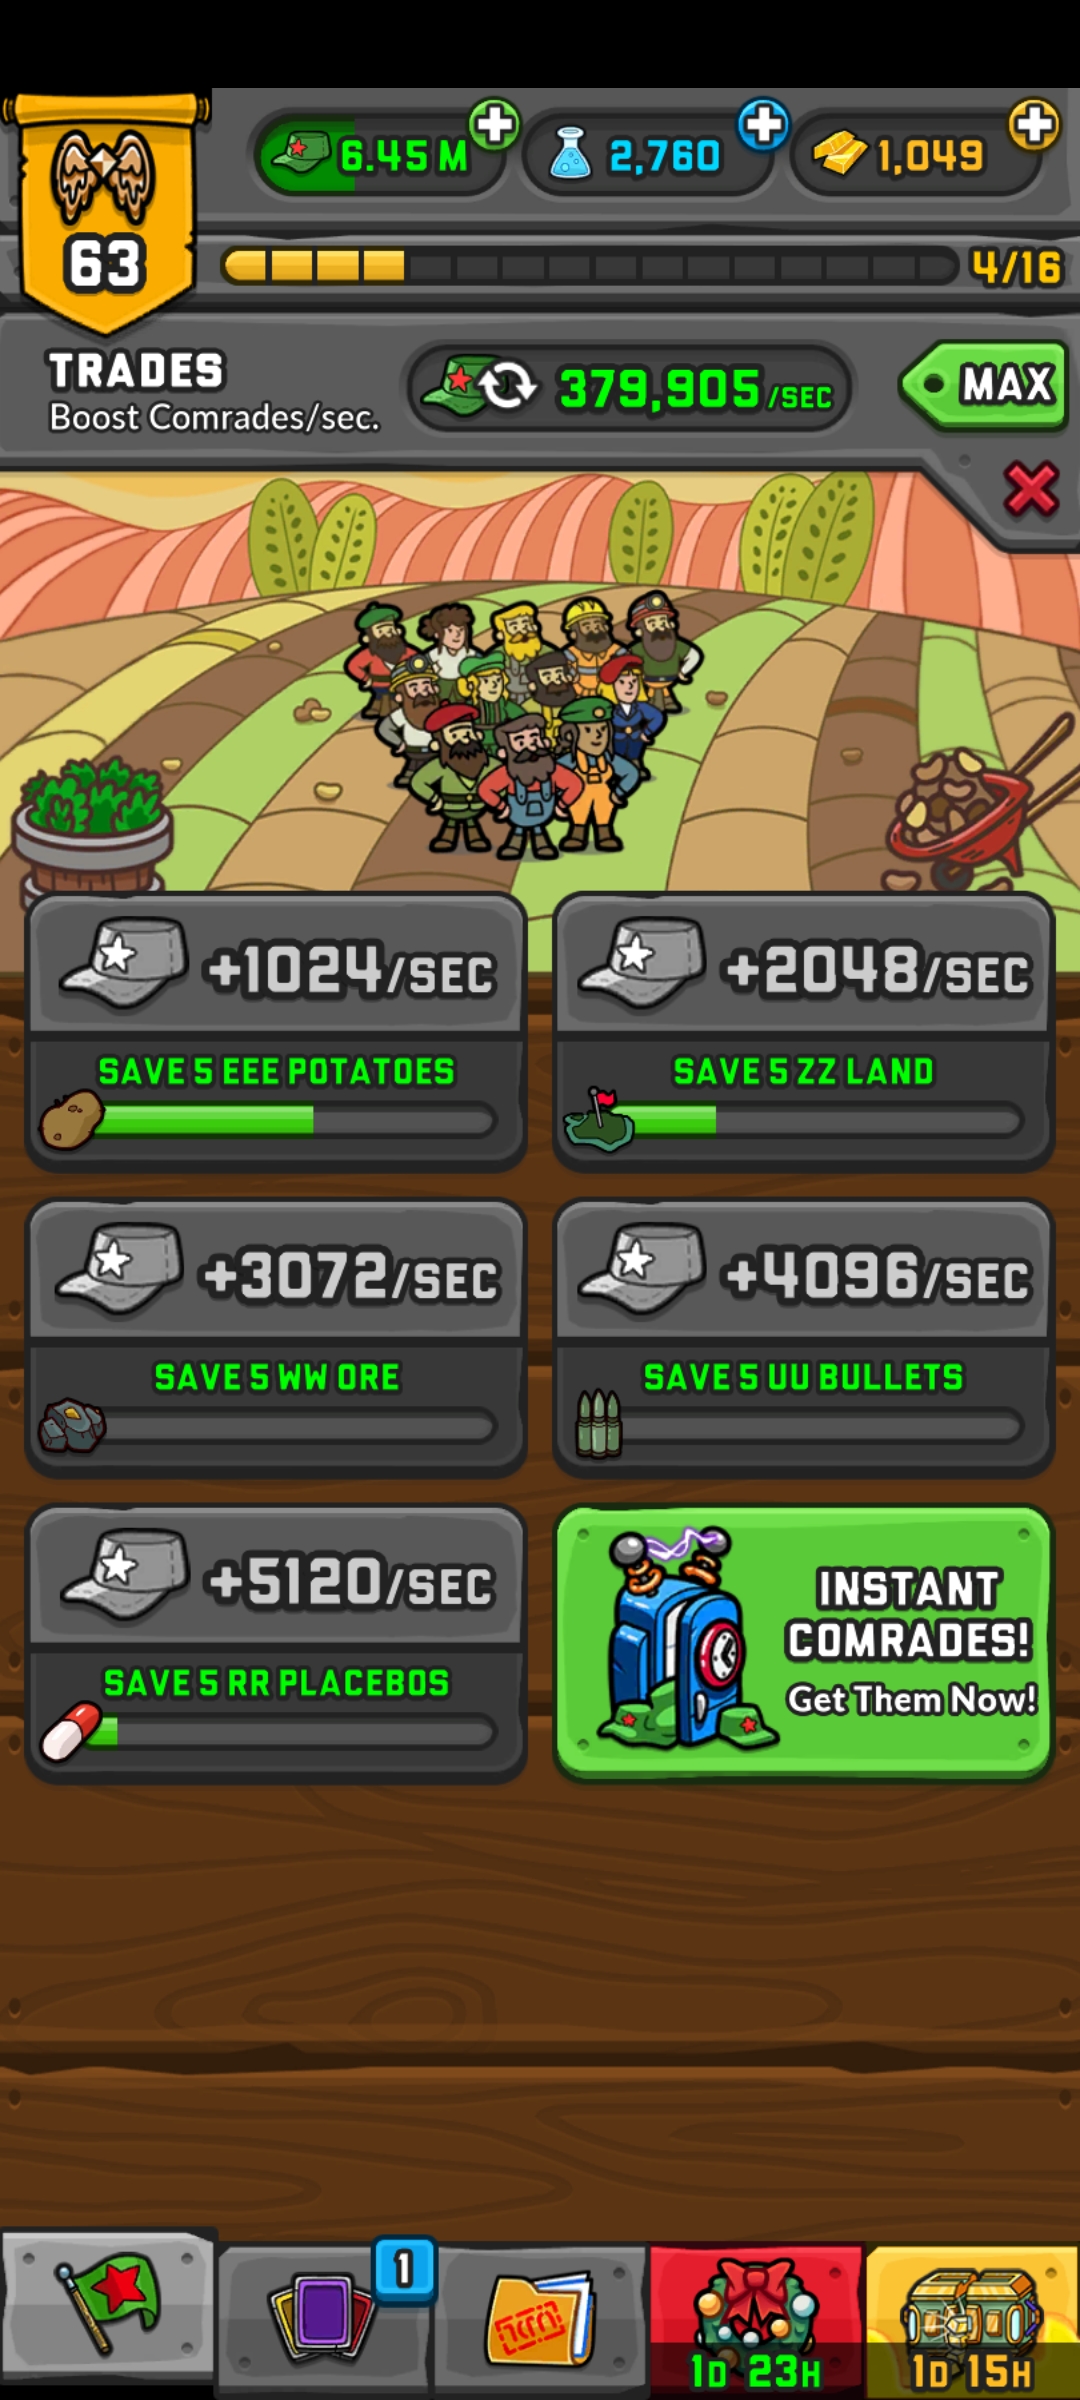 6.45 M
2,760
1,049
63
4/16
TRADES
Boost Comrades/sec.
379,905/SEC
MAX
+1024/SEC
SAVE 5 EEE POTATOES
+2048/SEC
SAVE 5 ZZ LAND
+3072/SEC
SAVE 5 WW ORE
+4096/SEC
SAVE 5 UU BULLETS
+5120/SEC
SAVE 5 RR PLACEBOS
INSTANT
COMRADES!
Get Them Now!
1
1D 23H
1D 15H